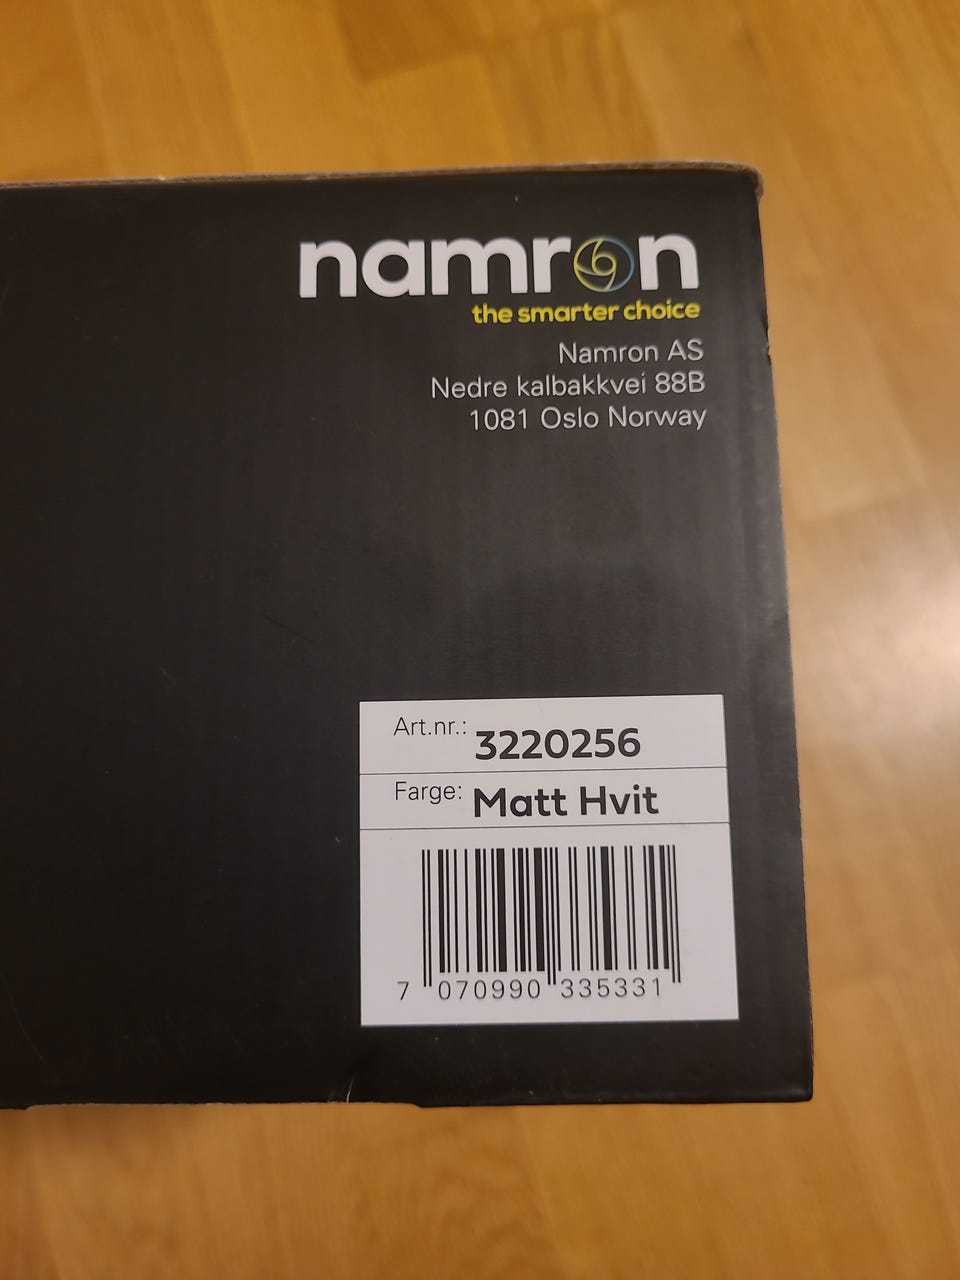 namron
the smarter choice
Namron AS
Nedre kalbakkvei 88B
1081 Oslo Norway
Art.nr.: 3220256
Farge: Matt Hvit
7 070990 335331